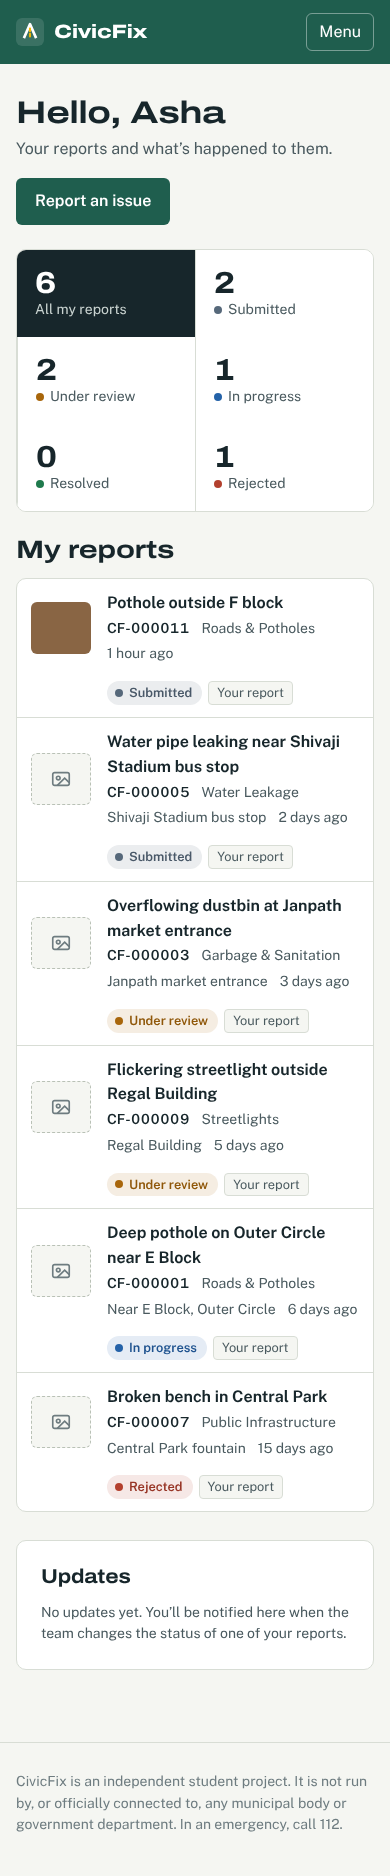 CivicFix
Menu
Hello, Asha
Your reports and what's happened to them.
Report an issue
6
All my reports
2
Submitted
2
Under review
1
In progress
0
Resolved
1
Rejected
My reports
Pothole outside F block
CF-000011 Roads & Potholes
1 hour ago
Submitted Your report
Water pipe leaking near Shivaji
Stadium bus stop
CF-000005 Water Leakage
Shivaji Stadium bus stop 2 days ago
Submitted Your report
Overflowing dustbin at Janpath
market entrance
CF-000003 Garbage & Sanitation
Janpath market entrance 3 days ago
Under review Your report
Flickering streetlight outside
Regal Building
CF-000009 Streetlights
Regal Building 5 days ago
Under review Your report
Deep pothole on Outer Circle
near E Block
CF-000001 Roads & Potholes
Near E Block, Outer Circle 6 days ago
In progress Your report
Broken bench in Central Park
CF-000007 Public Infrastructure
Central Park fountain 15 days ago
Rejected Your report
Updates
No updates yet. You'll be notified here when the
team changes the status of one of your reports.
CivicFix is an independent student project. It is not run
by, or officially connected to, any municipal body or
government department. In an emergency, call 112.